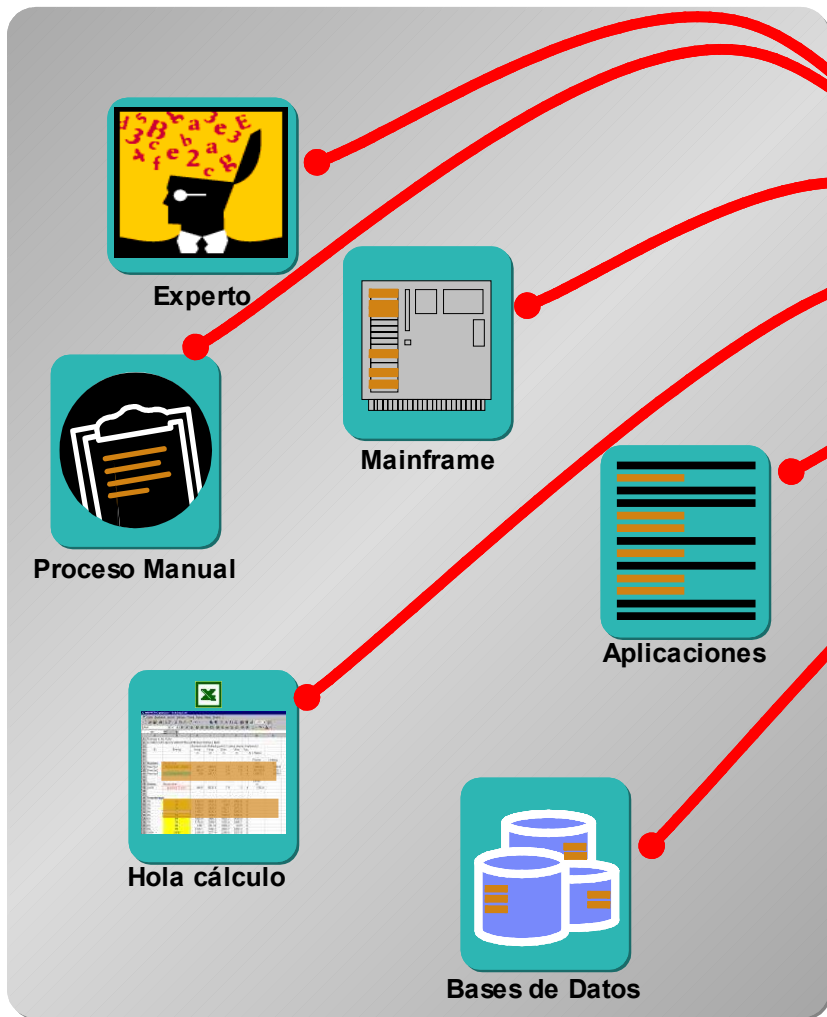 Experto
Mainframe
Proceso Manual
Aplicaciones
Hola cálculo
Bases de Datos